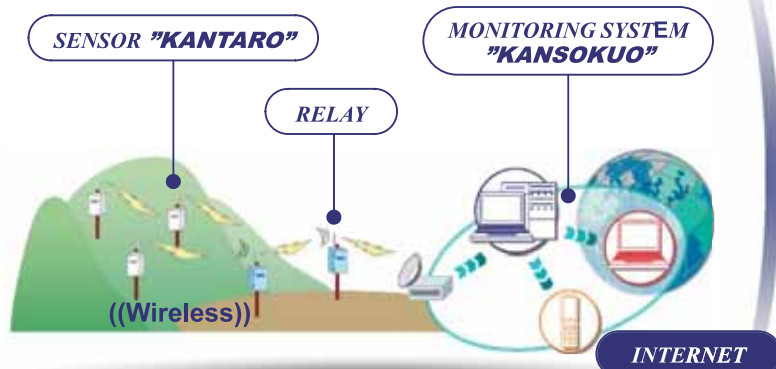 SENSOR ”KANTARO”
MONITORING SYSTEM
”KANSOKUO”
RELAY
((Wireless))
INTERNET